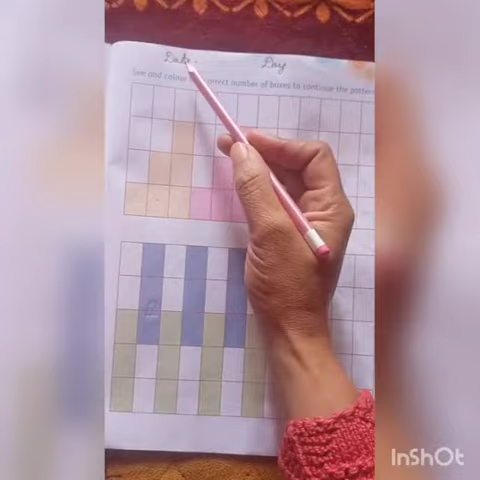 Date. Day
See and colour correct number of boxes to continue the pattern
InShOt